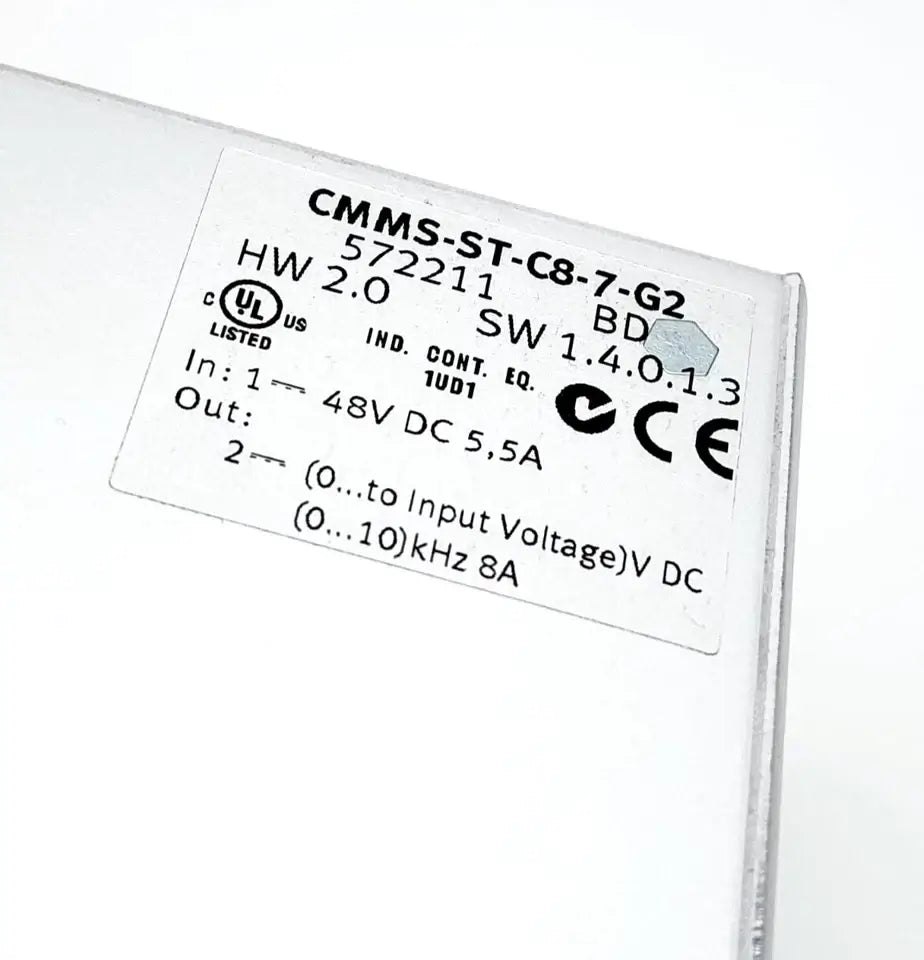 CMMS-ST-C8-7-G2
572211 BD
HW 2.0 SW 1.4.0.1.3
C UL US
LISTED
IND. CONT. EQ.
1UD1
CE
In: 1 ⎓ 48V DC 5,5A
Out:
2 ⎓ (0...to Input Voltage)V DC
(0...10)kHz 8A